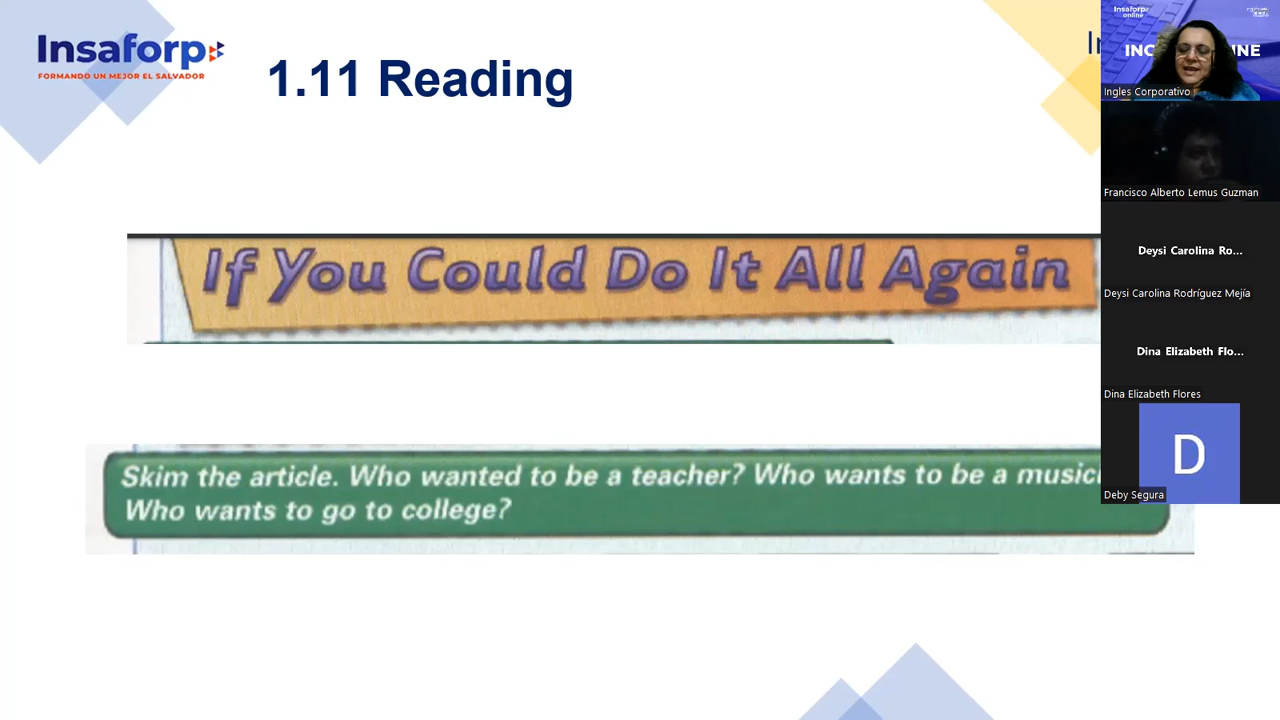 Insaforp
FORMANDO UN MEJOR EL SALVADOR
1.11 Reading
If You Could Do It All Again
Skim the article. Who wanted to be a teacher? Who wants to be a
Who wants to go to college?
Insaforp
online
Ingles Corporativo
Francisco Alberto Lemus Guzman
Deysi Carolina Ro...
Deysi Carolina Rodríguez Mejía
Dina Elizabeth Flo...
Dina Elizabeth Flores
D
Deby Segura